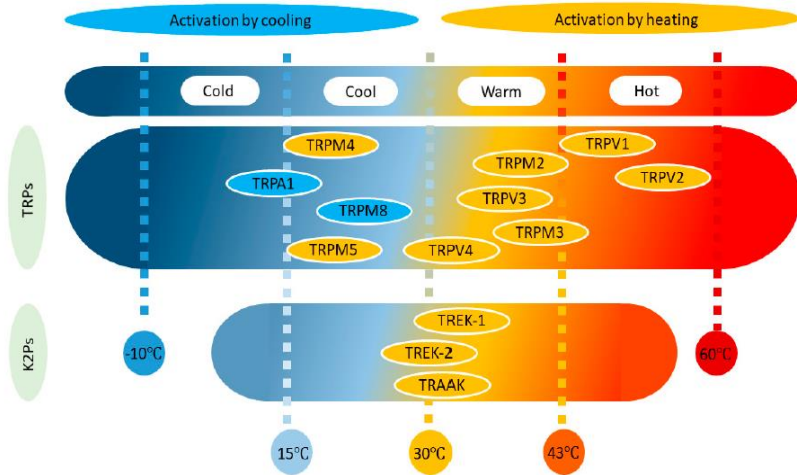 Activation by cooling
Activation by heating
Cold
Cool
Warm
Hot
TRPs
TRPM4
TRPV1
TRPM2
TRPA1
TRPV2
TRPV3
TRPM8
TRPM3
TRPM5
TRPV4
K2Ps
TREK-1
TREK-2
TRAAK
-10°C
60°C
15°C
30°C
43°C